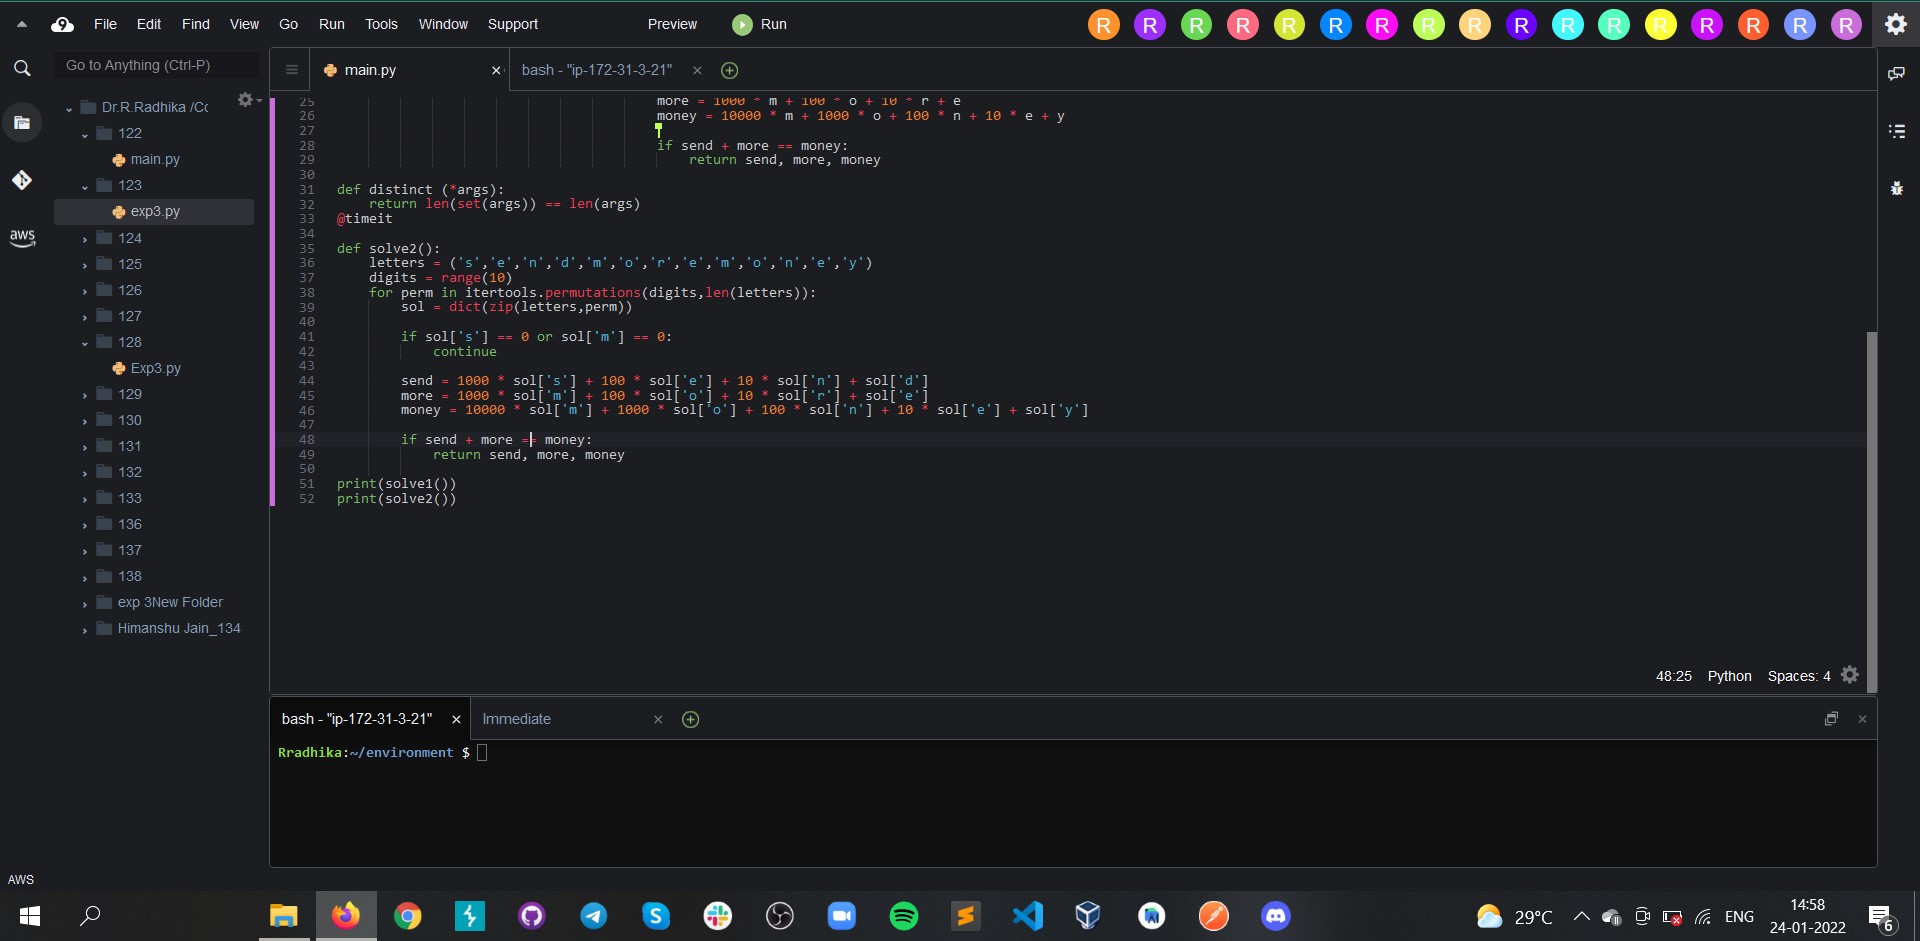 File Edit Find View Go Run Tools Window Support Preview Run R R R R R R R R R R R R R R R R R
Go to Anything (Ctrl-P)
main.py × bash - "ip-172-31-3-21" ×
Dr.R.Radhika /Cc
122
main.py
123
exp3.py
124
125
126
127
128
Exp3.py
129
130
131
132
133
136
137
138
exp 3New Folder
Himanshu Jain_134
aws
25 more = 1000 * m + 100 * o + 10 * r + e
26 money = 10000 * m + 1000 * o + 100 * n + 10 * e + y
27
28 if send + more == money:
29 return send, more, money
30
31 def distinct (*args):
32 return len(set(args)) == len(args)
33 @timeit
34
35 def solve2():
36 letters = ('s','e','n','d','m','o','r','e','m','o','n','e','y')
37 digits = range(10)
38 for perm in itertools.permutations(digits,len(letters)):
39 sol = dict(zip(letters,perm))
40
41 if sol['s'] == 0 or sol['m'] == 0:
42 continue
43
44 send = 1000 * sol['s'] + 100 * sol['e'] + 10 * sol['n'] + sol['d']
45 more = 1000 * sol['m'] + 100 * sol['o'] + 10 * sol['r'] + sol['e']
46 money = 10000 * sol['m'] + 1000 * sol['o'] + 100 * sol['n'] + 10 * sol['e'] + sol['y']
47
48 if send + more == money:
49 return send, more, money
50
51 print(solve1())
52 print(solve2())
48:25 Python Spaces: 4
bash - "ip-172-31-3-21" × Immediate ×
Rradhika:~/environment $
AWS
29°C ENG 14:58
24-01-2022 6